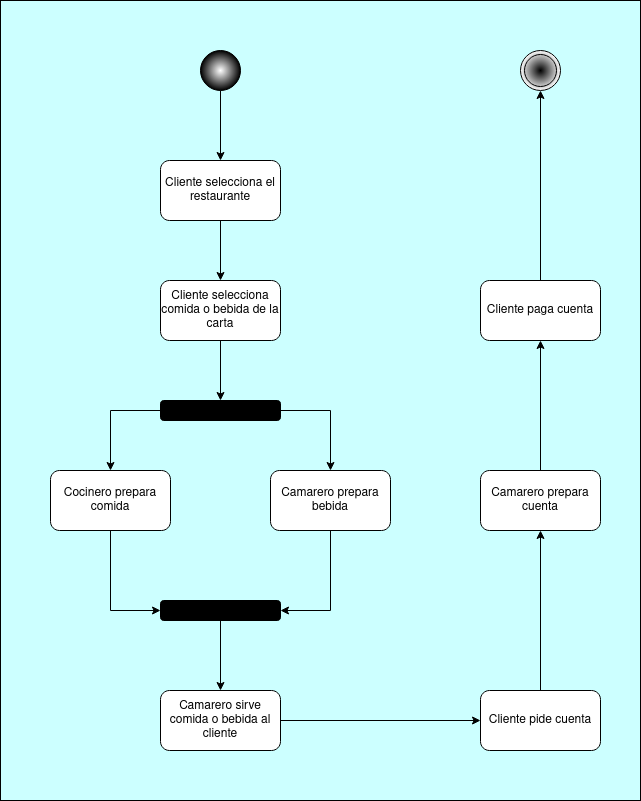 Cliente selecciona el
restaurante
Cliente selecciona
comida o bebida de la
carta
Cocinero prepara
comida
Camarero prepara
bebida
Camarero sirve
comida o bebida al
cliente
Cliente pide cuenta
Camarero prepara
cuenta
Cliente paga cuenta